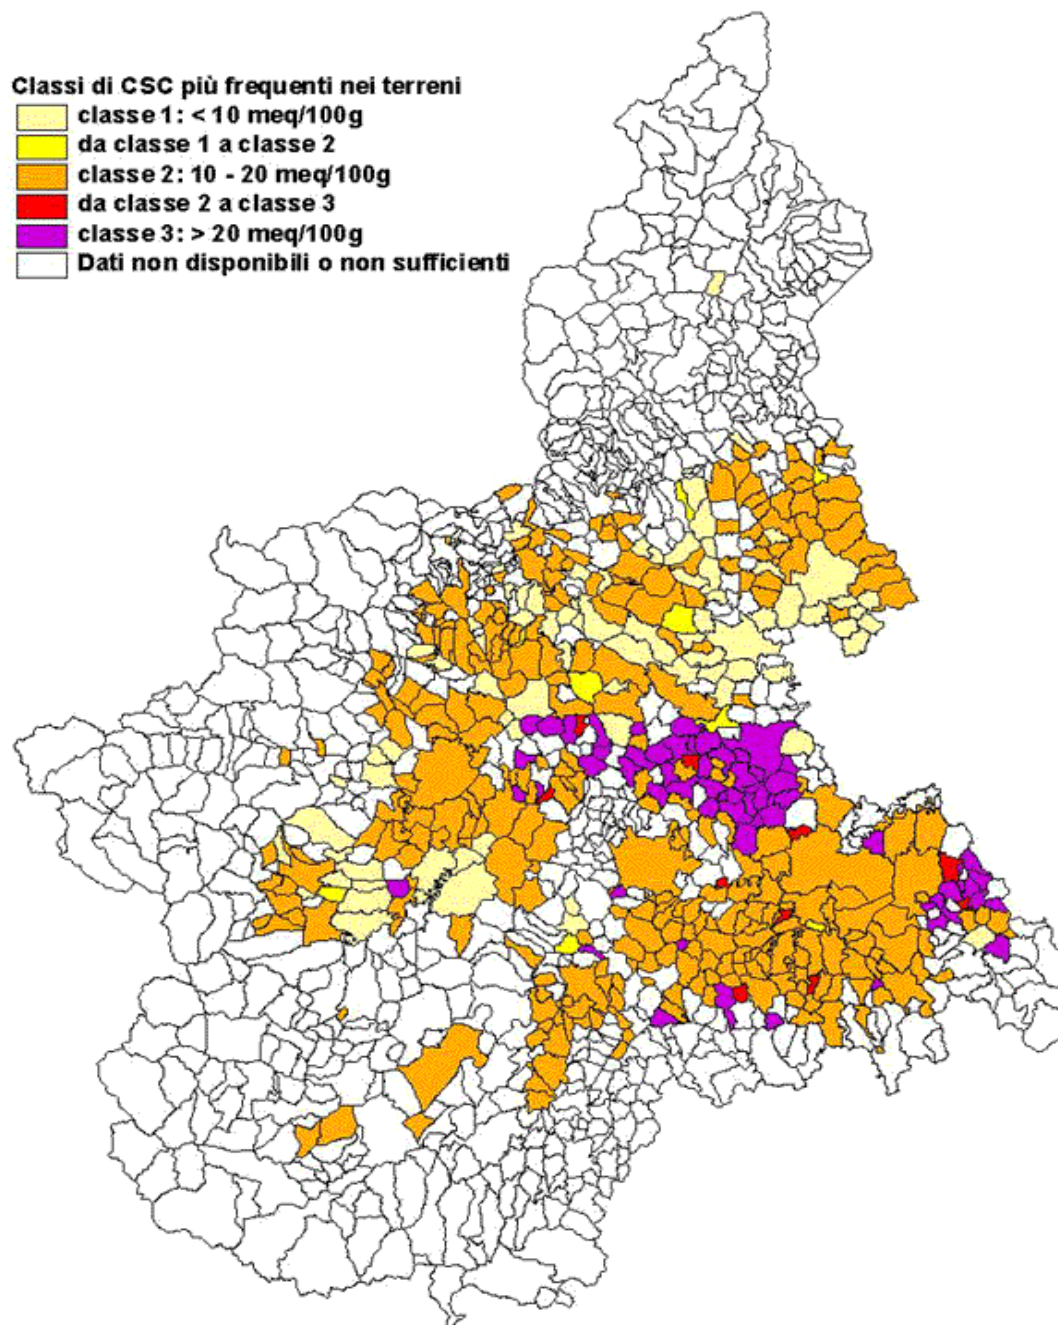 Classi di CSC più frequenti nei terreni
classe 1: < 10 meq/100g
da classe 1 a classe 2
classe 2: 10 - 20 meq/100g
da classe 2 a classe 3
classe 3: > 20 meq/100g
Dati non disponibili o non sufficienti